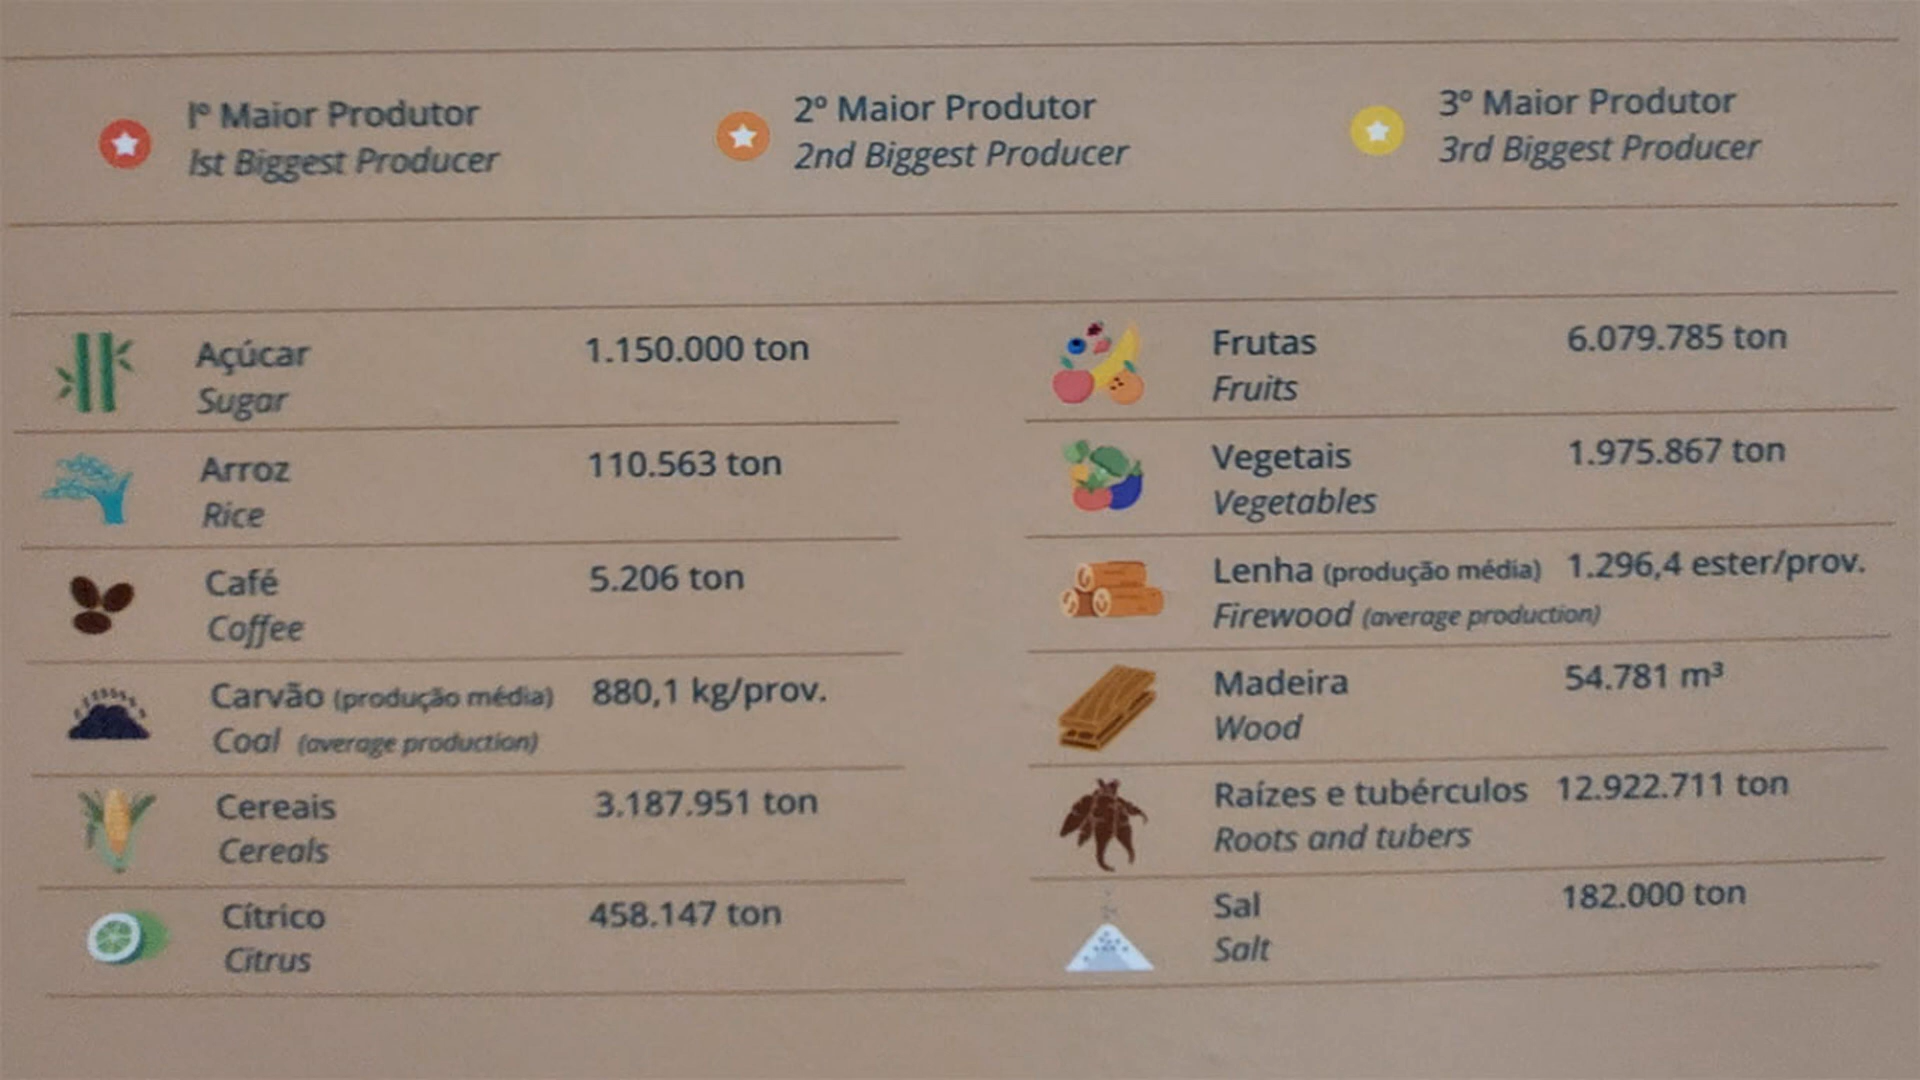 1º Maior Produtor
1st Biggest Producer
2º Maior Produtor
2nd Biggest Producer
3º Maior Produtor
3rd Biggest Producer
Açúcar 1.150.000 ton
Sugar
Arroz 110.563 ton
Rice
Café 5.206 ton
Coffee
Carvão (produção média) 880,1 kg/prov.
Coal (average production)
Cereais 3.187.951 ton
Cereals
Cítrico 458.147 ton
Citrus
Frutas 6.079.785 ton
Fruits
Vegetais 1.975.867 ton
Vegetables
Lenha (produção média) 1.296,4 ester/prov.
Firewood (average production)
Madeira 54.781 m³
Wood
Raízes e tubérculos 12.922.711 ton
Roots and tubers
Sal 182.000 ton
Salt